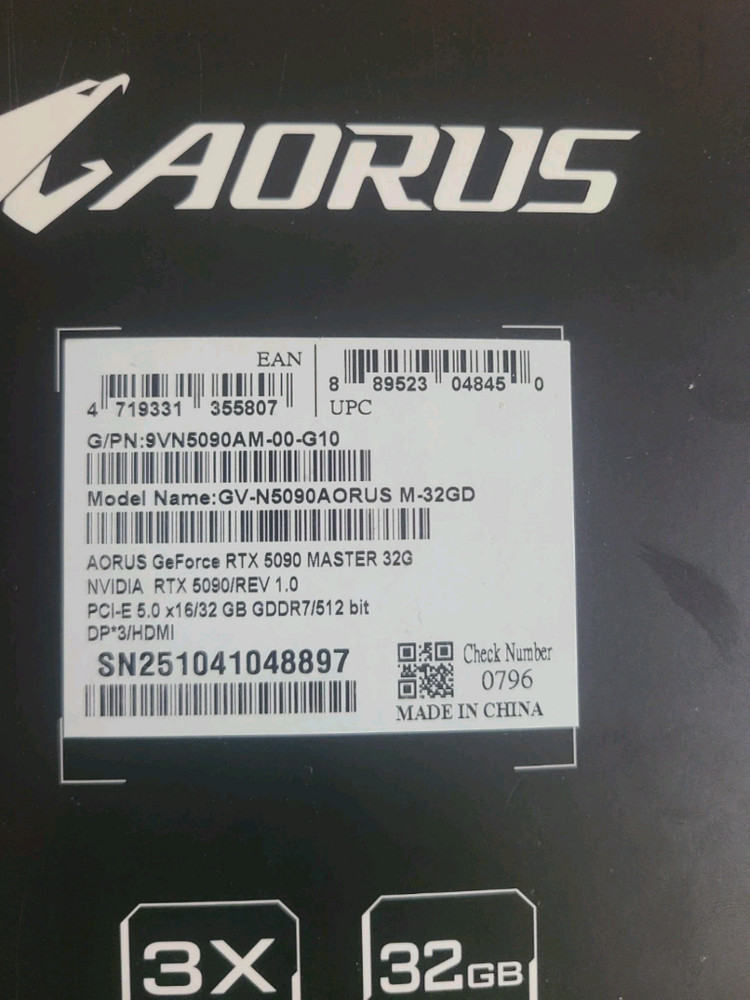 AORUS
EAN
4 719331 355807
8 89523 04845 0
UPC
G/PN:9VN5090AM-00-G10
Model Name:GV-N5090AORUS M-32GD
AORUS GeForce RTX 5090 MASTER 32G
NVIDIA RTX 5090/REV 1.0
PCI-E 5.0 x16/32 GB GDDR7/512 bit
DP*3/HDMI
SN251041048897
Check Number
0796
MADE IN CHINA
3X
32GB